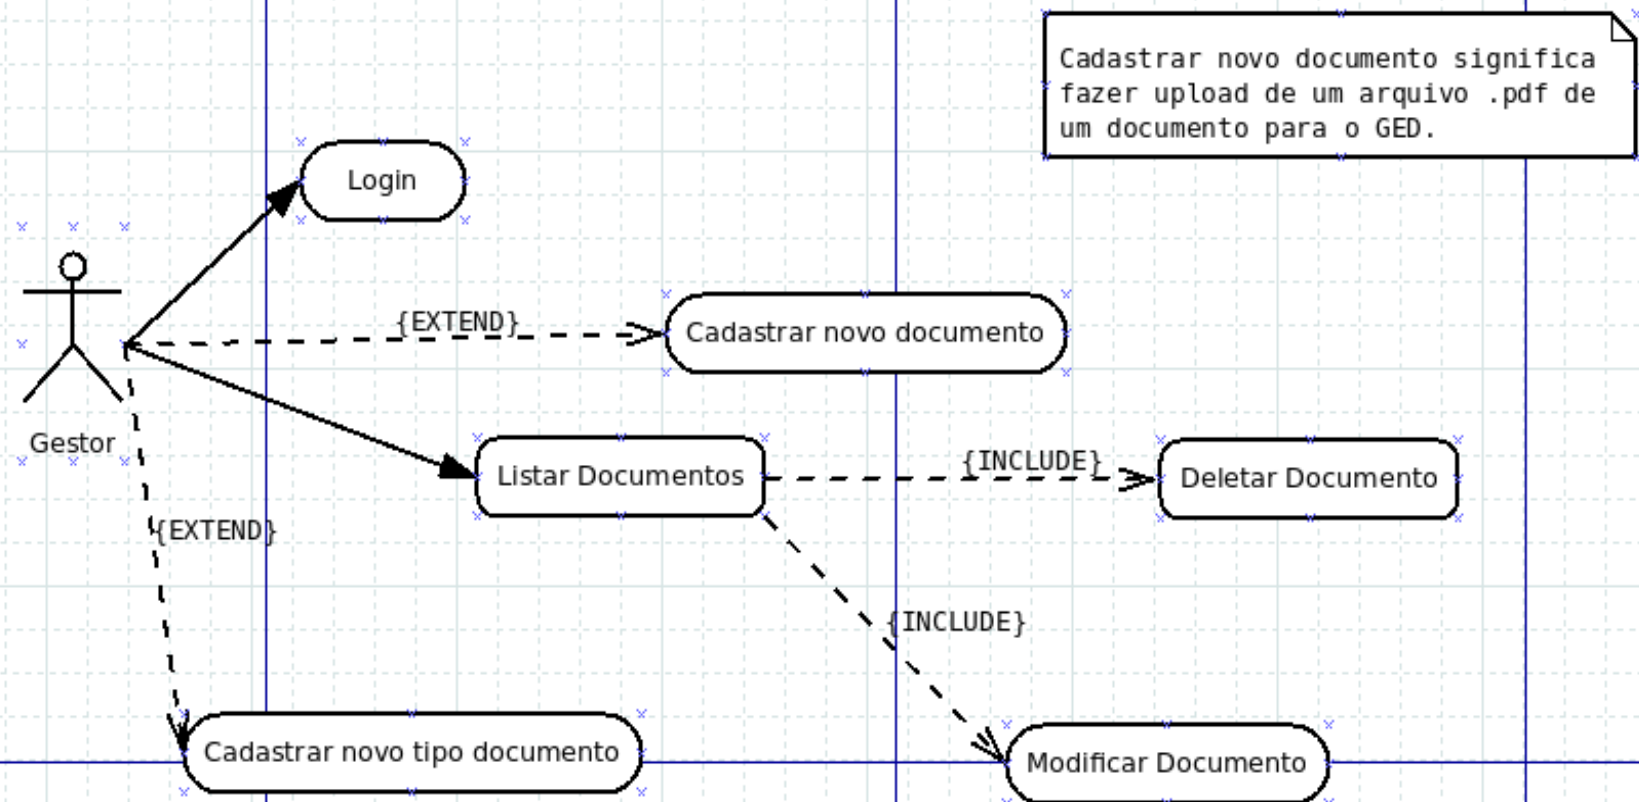 Cadastrar novo documento significa
fazer upload de um arquivo .pdf de
um documento para o GED.
Login
{EXTEND}
Cadastrar novo documento
Gestor
Listar Documentos
{INCLUDE}
Deletar Documento
{EXTEND}
{INCLUDE}
Cadastrar novo tipo documento
Modificar Documento